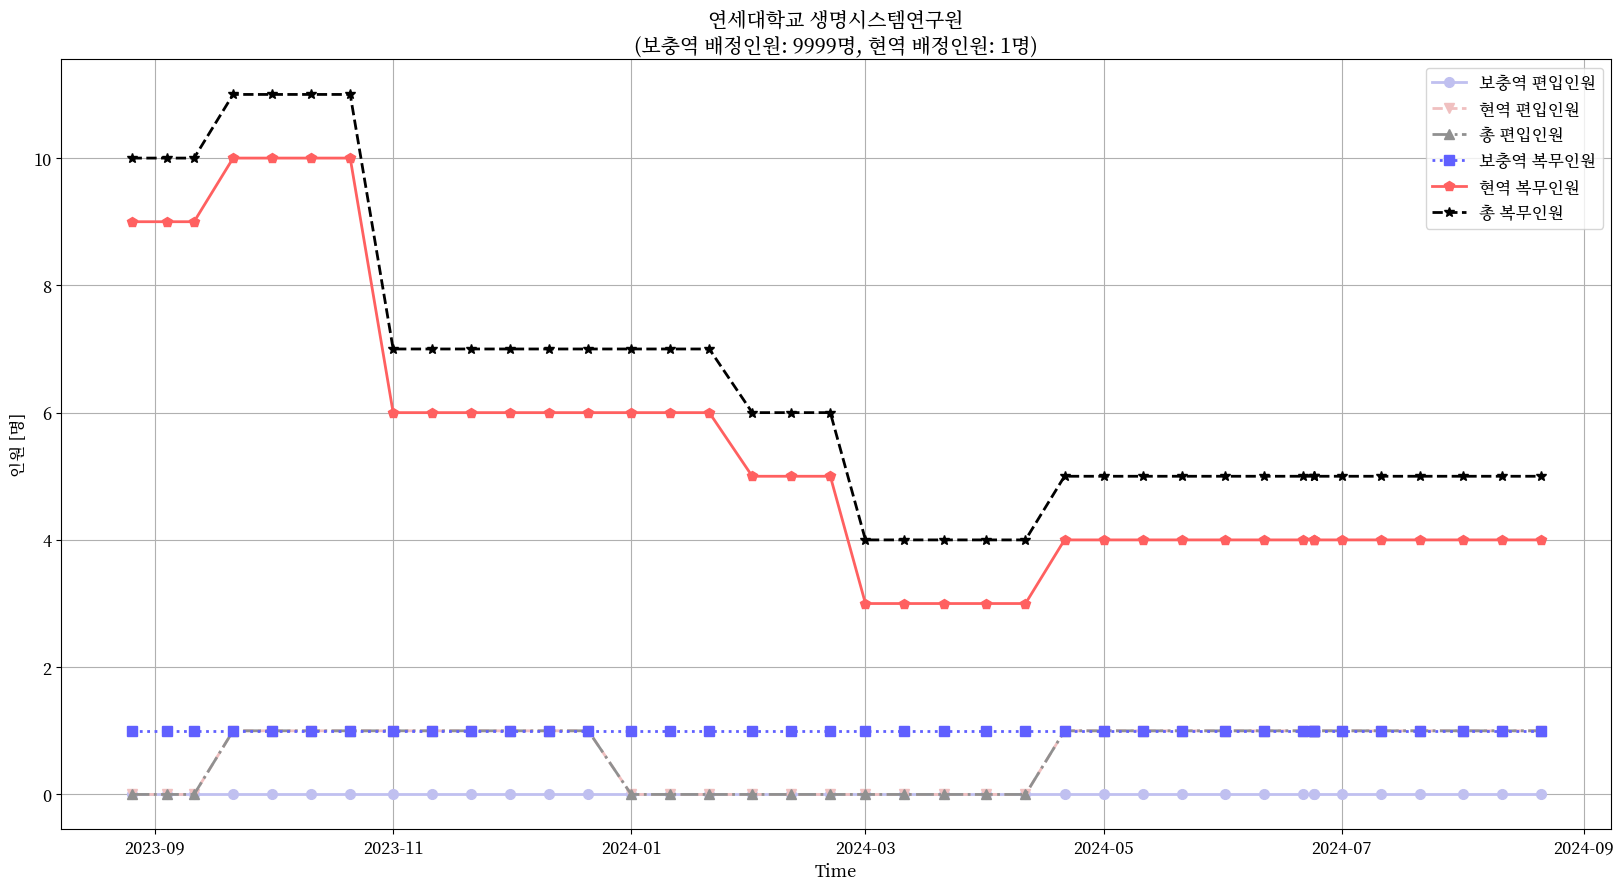 연세대학교 생명시스템연구원
(보충역 배정인원: 9999명, 현역 배정인원: 1명)
보충역 편입인원
현역 편입인원
총 편입인원
보충역 복무인원
현역 복무인원
총 복무인원
인원 [명]
10
8
6
4
2
0
2023-09
2023-11
2024-01
2024-03
2024-05
2024-07
2024-09
Time